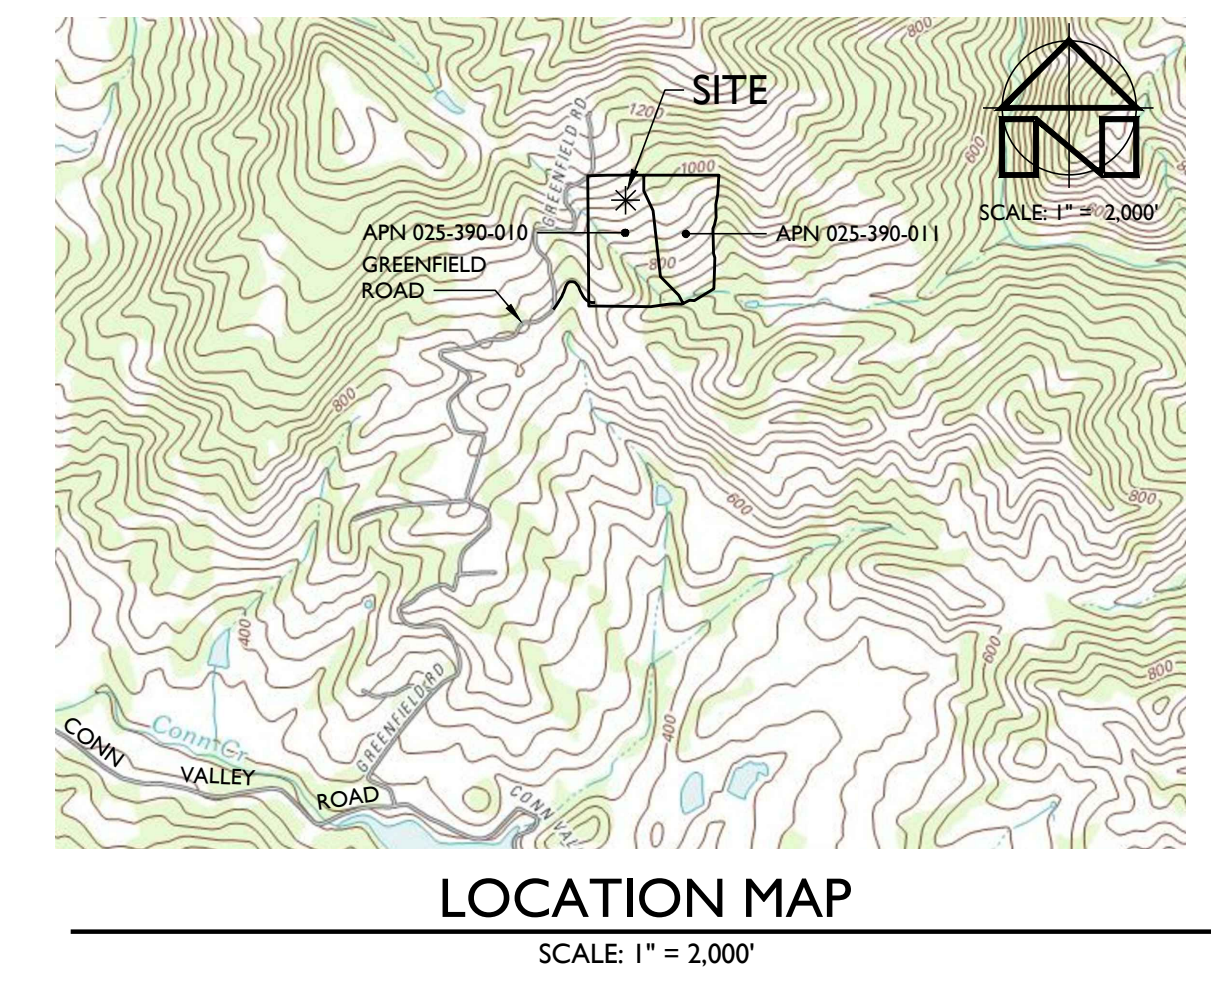 800
SITE
1200
GREENFIELD RD
600
1000
SCALE: 1" = 2,000'
600
N
APN 025-390-010
APN 025-390-011
GREENFIELD
ROAD
800
800
600
800
400
600
800
GREENFIELD RD
400
Conn Cr
CONN
VALLEY
ROAD
CONN VAL
LOCATION MAP
SCALE: 1" = 2,000'